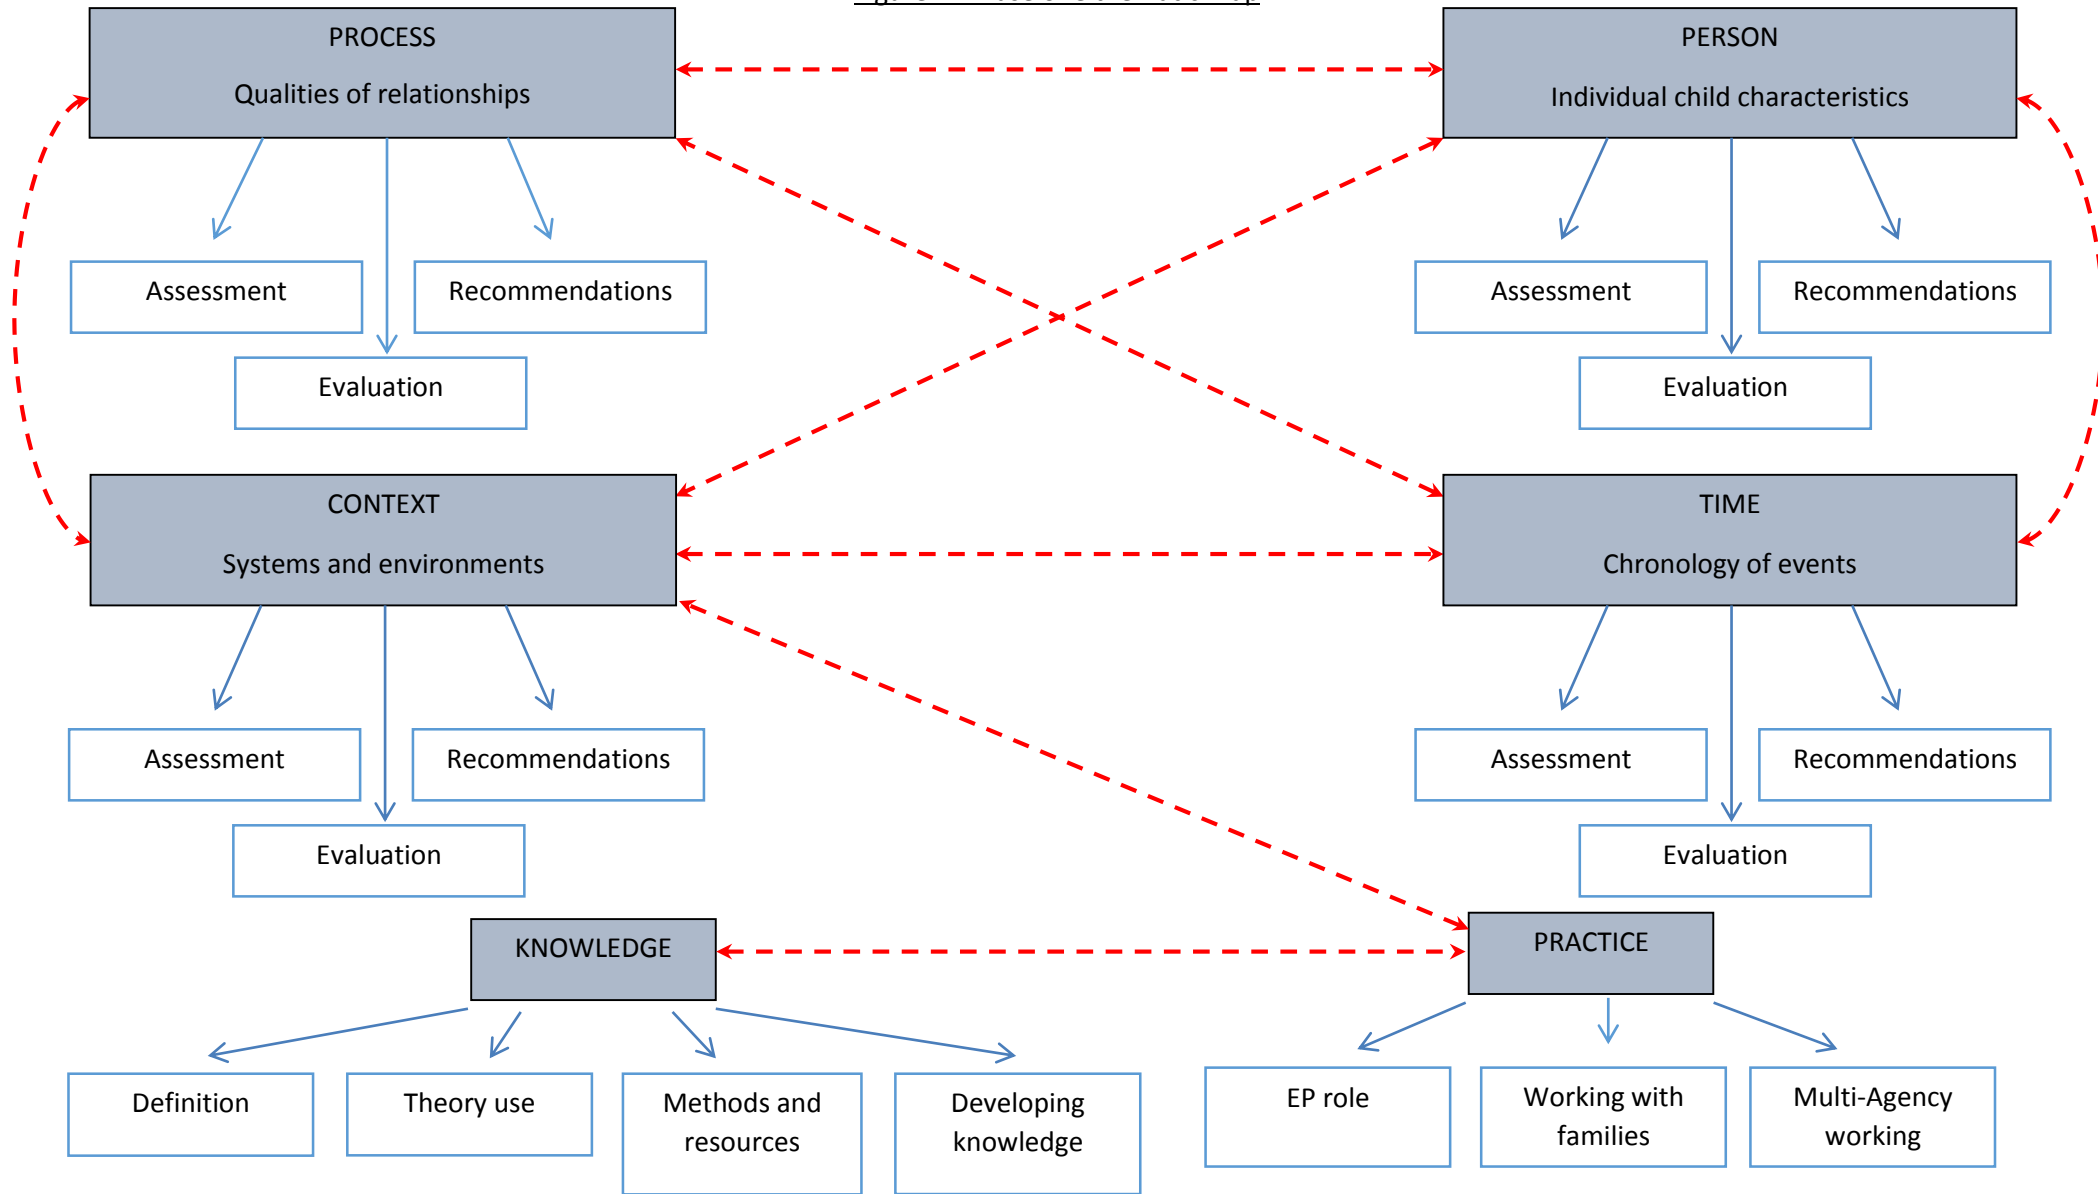 PROCESS
Qualities of relationships
PERSON
Individual child characteristics
Assessment
Recommendations
Evaluation
Assessment
Recommendations
Evaluation
CONTEXT
Systems and environments
TIME
Chronology of events
Assessment
Recommendations
Evaluation
Assessment
Recommendations
Evaluation
KNOWLEDGE
PRACTICE
Definition
Theory use
Methods and
resources
Developing
knowledge
EP role
Working with
families
Multi-Agency
working